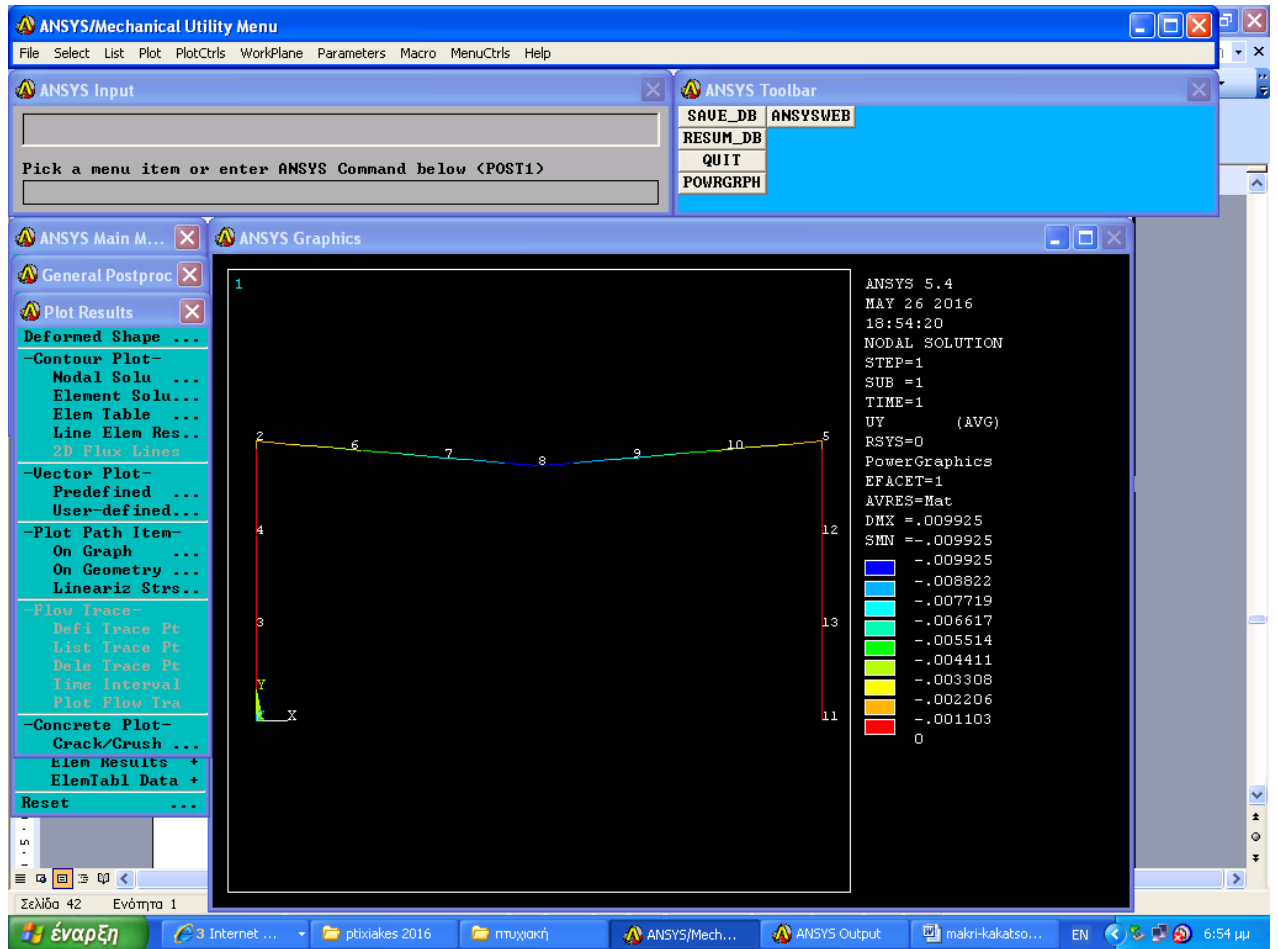 ANSYS/Mechanical Utility Menu
File Select List Plot PlotCtrls WorkPlane Parameters Macro MenuCtrls Help
ANSYS Input
Pick a menu item or enter ANSYS Command below (POST1)
ANSYS Toolbar
SAVE_DB ANSYSWEB
RESUM_DB
QUIT
POWRGRPH
ANSYS Main M...
General Postproc
Plot Results
Deformed Shape ...
-Contour Plot-
Nodal Solu ...
Element Solu...
Elem Table ...
Line Elem Res..
2D Flux Lines
-Vector Plot-
Predefined ...
User-defined...
-Plot Path Item-
On Graph ...
On Geometry ...
Lineariz Strs..
-Flow Trace-
Defi Trace Pt
List Trace Pt
Dele Trace Pt
Time Interval
Plot Flow Tra
-Concrete Plot-
Crack/Crush ...
Elem Results +
ElemTabl Data +
Reset ...
ANSYS Graphics
1
2 6 7 8 9 10 5
4 12
3 13
Y
X 11
ANSYS 5.4
MAY 26 2016
18:54:20
NODAL SOLUTION
STEP=1
SUB =1
TIME=1
UY (AVG)
RSYS=0
PowerGraphics
EFACET=1
AVRES=Mat
DMX =.009925
SMN =-.009925
-.009925
-.008822
-.007719
-.006617
-.005514
-.004411
-.003308
-.002206
-.001103
0
Σελίδα 42 Ενότητα 1
έναρξη 3 Internet ... ptixiakes 2016 πτυχιακή ANSYS/Mech... ANSYS Output makri-kakatso... EN 6:54 μμ